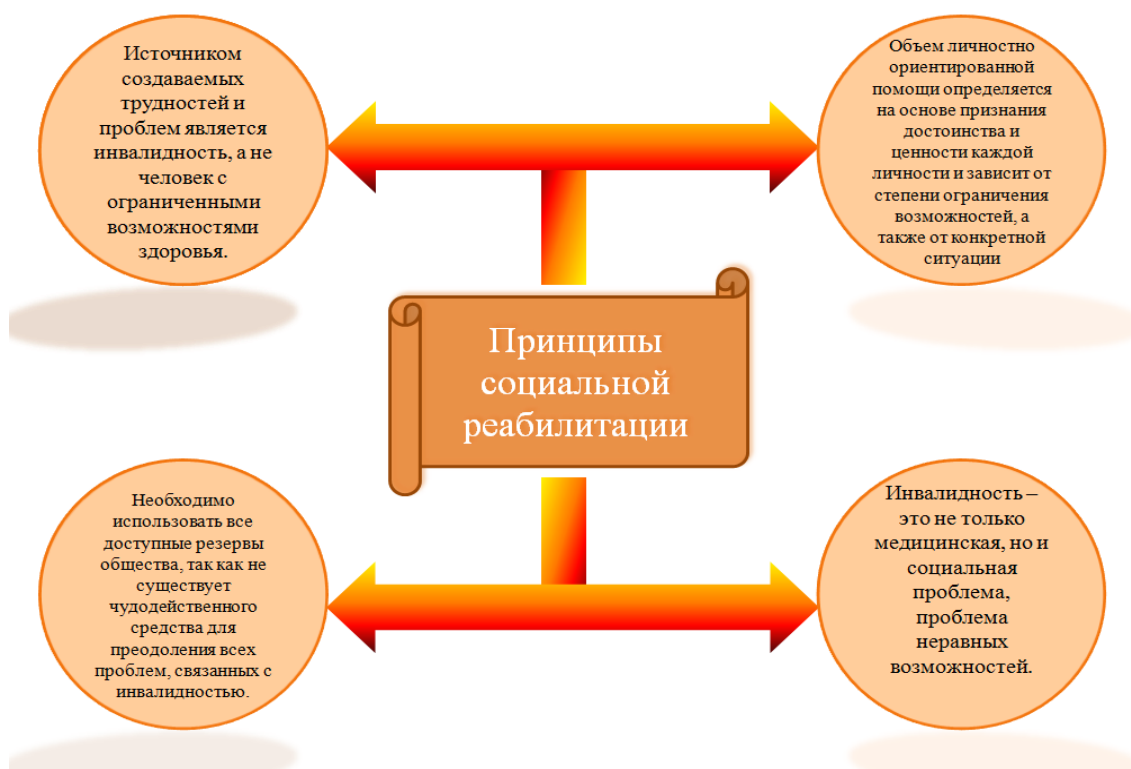 Источником
создаваемых
трудностей и
проблем является
инвалидность, а не
человек с
ограниченными
возможностями
здоровья.
Объем личностно
ориентированной
помощи определяется
на основе признания
достоинства и
ценности каждой
личности и зависит от
степени ограничения
возможностей, а
также от конкретной
ситуации
Принципы
социальной
реабилитации
Необходимо
использовать все
доступные резервы
общества, так как не
существует
чудодейственного
средства для
преодоления всех
проблем, связанных с
инвалидностью.
Инвалидность –
это не только
медицинская, но и
социальная
проблема,
проблема
неравных
возможностей.